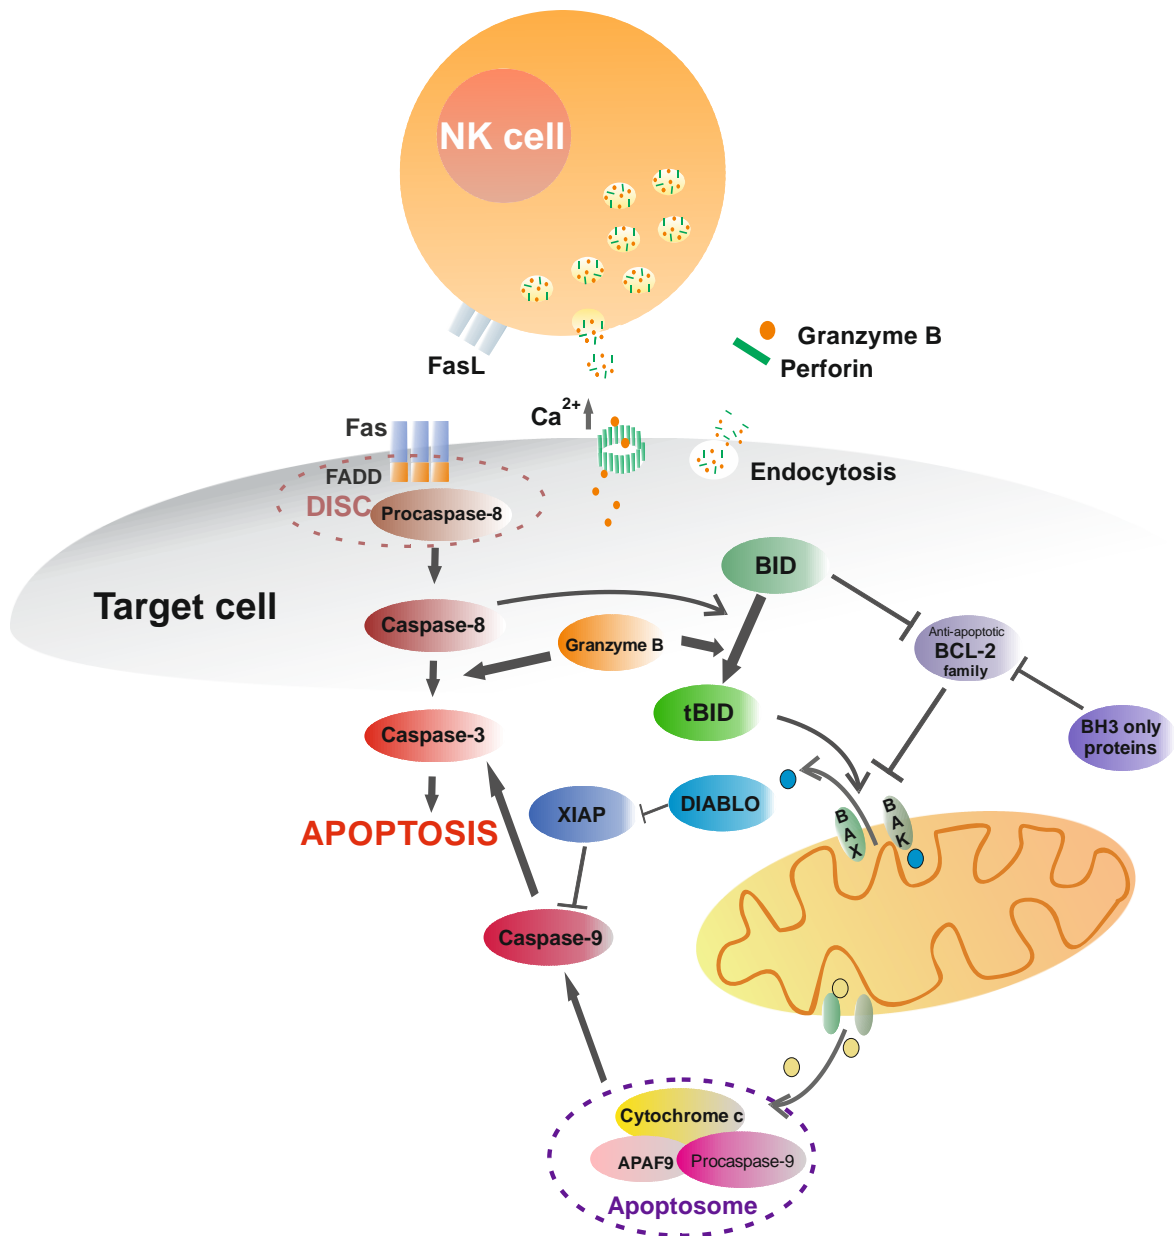 NK cell
FasL
Granzyme B
Perforin
Ca2+
Fas
FADD
DISC
Procaspase-8
Endocytosis
Target cell
BID
Caspase-8
Granzyme B
Anti-apoptotic
BCL-2
family
tBID
Caspase-3
BH3 only
proteins
XIAP
DIABLO
BAX
BAK
APOPTOSIS
Caspase-9
Cytochrome c
APAF9
Procaspase-9
Apoptosome